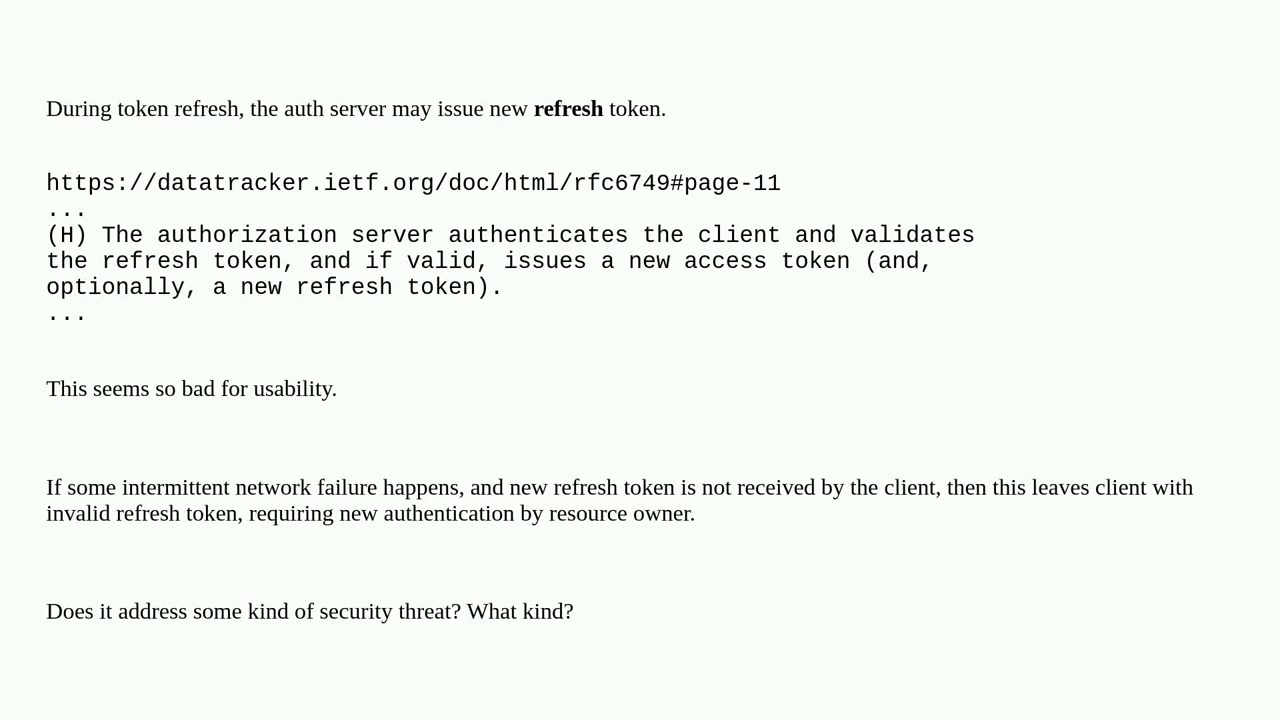 During token refresh, the auth server may issue new refresh token.
https://datatracker.ietf.org/doc/html/rfc6749#page-11
...
(H) The authorization server authenticates the client and validates
the refresh token, and if valid, issues a new access token (and,
optionally, a new refresh token).
...
This seems so bad for usability.
If some intermittent network failure happens, and new refresh token is not received by the client, then this leaves client with
invalid refresh token, requiring new authentication by resource owner.
Does it address some kind of security threat? What kind?